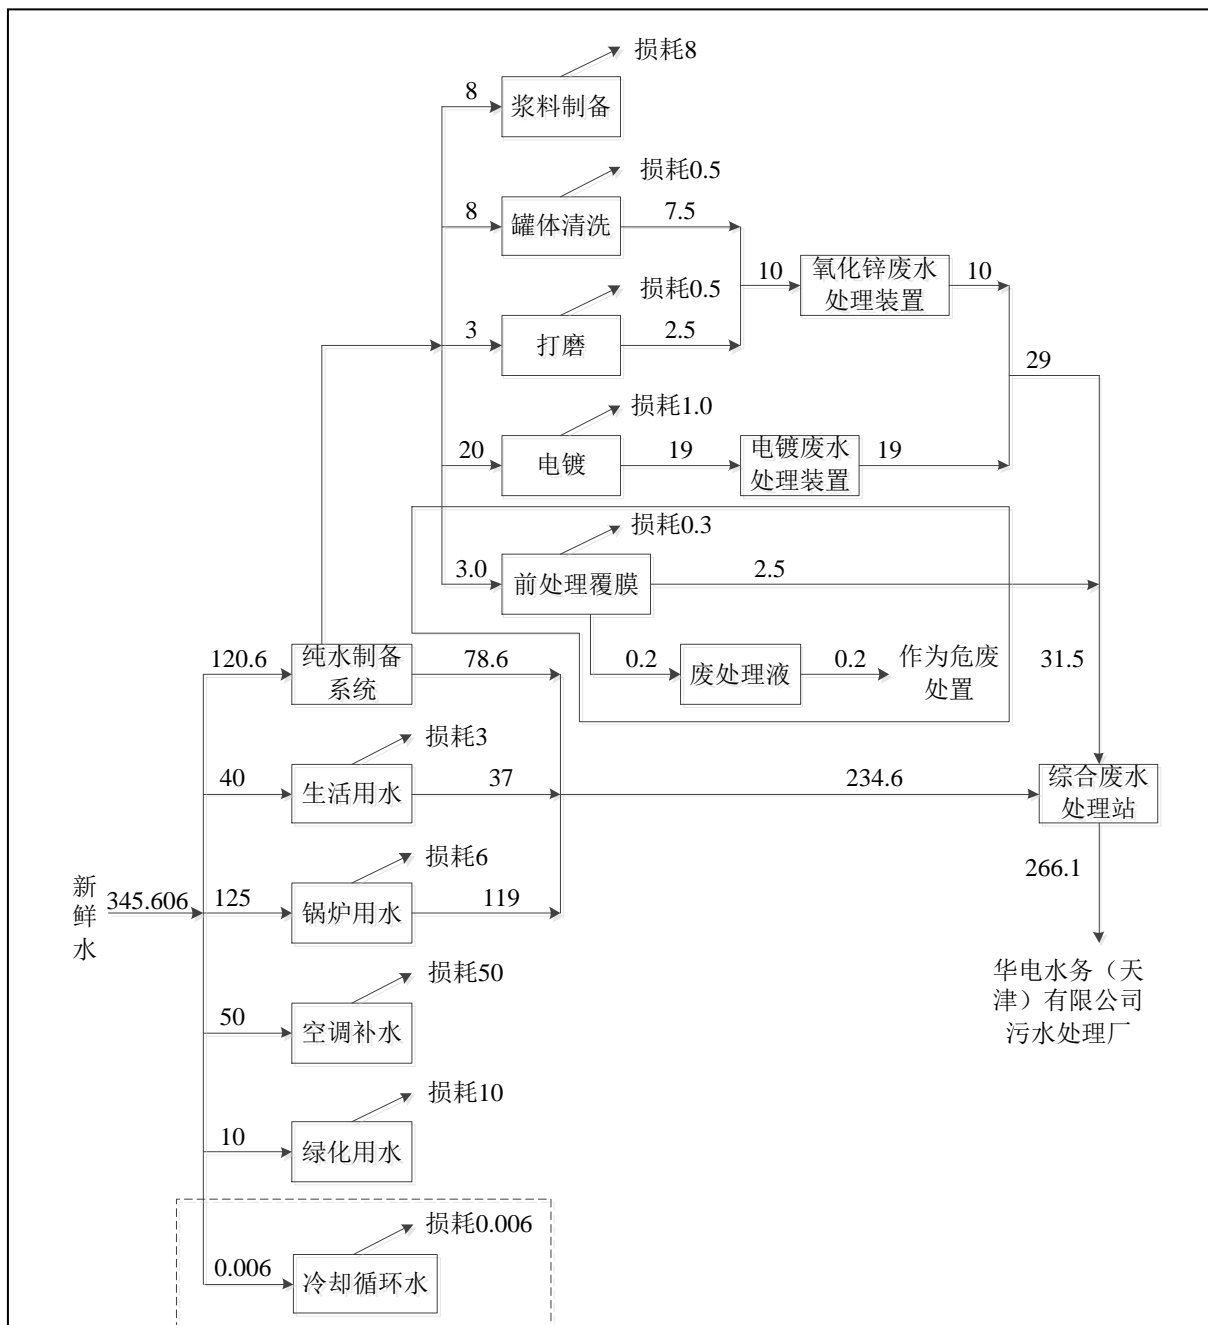 损耗8
8
浆料制备
损耗0.5
8
罐体清洗
7.5
损耗0.5
10
氧化锌废水
处理装置
10
3
打磨
2.5
29
损耗1.0
20
电镀
19
电镀废水
处理装置
19
损耗0.3
3.0
前处理覆膜
2.5
120.6
纯水制备
系统
78.6
0.2
废处理液
0.2
作为危废
处置
31.5
损耗3
40
生活用水
37
234.6
综合废水
处理站
损耗6
266.1
新
鲜
水
345.606
125
锅炉用水
119
损耗50
50
空调补水
华电水务（天
津）有限公司
污水处理厂
损耗10
10
绿化用水
损耗0.006
0.006
冷却循环水